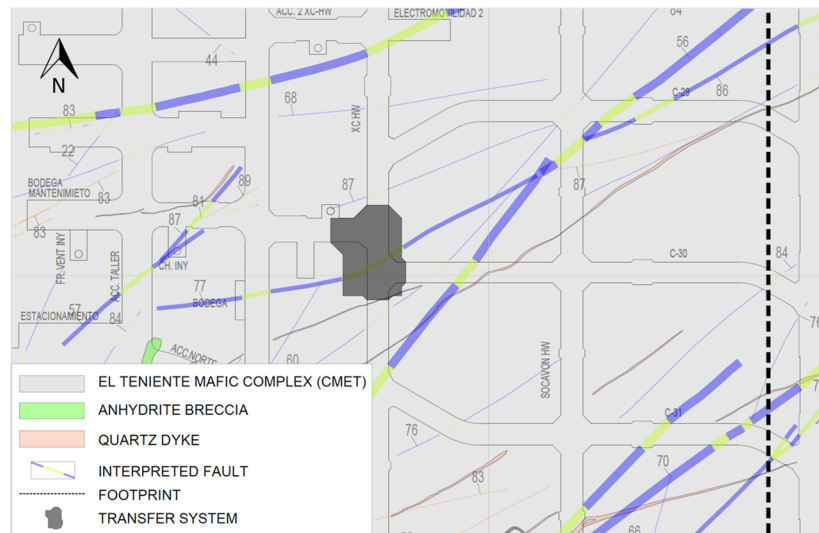 ACC. 2 XC-HW
ELECTROMOVILIDAD 2
84
56
44
N
86
C-29
68
83
XC HW
22
BODEGA
MANTENIMIETO
83
81
89
87
87
87
83
FR. VENT INY
ACC. TALLER
CH. INY
C-30
84
77
BODEGA
57
ESTACIONAMIENTO
84
76
ACC.NORTE
60
SOCAVON HW
C-31
76
70
83
66
EL TENIENTE MAFIC COMPLEX (CMET)
ANHYDRITE BRECCIA
QUARTZ DYKE
INTERPRETED FAULT
FOOTPRINT
TRANSFER SYSTEM